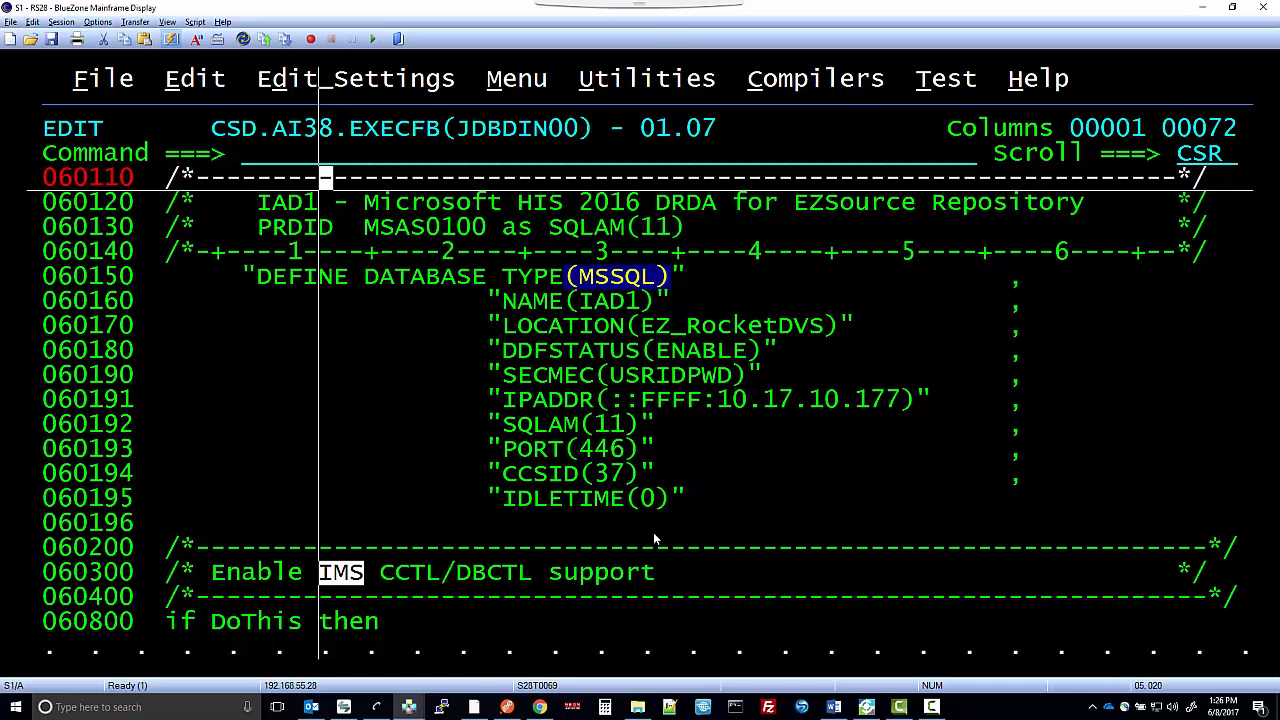 S1 - RS28 - BlueZone Mainframe Display
File Edit Session Options Transfer View Script Help
File Edit Edit_Settings Menu Utilities Compilers Test Help
EDIT CSD.AI38.EXECFB(JDBDIN00) - 01.07 Columns 00001 00072
Command ===> Scroll ===> CSR
060110 /*----------------------------------------------------------------*/
060120 /* IAD1 - Microsoft HIS 2016 DRDA for EZSource Repository */
060130 /* PRDID MSAS0100 as SQLAM(11) */
060140 /*-+----1----+----2----+----3----+----4----+----5----+----6----+--*/
060150 "DEFINE DATABASE TYPE(MSSQL)" ,
060160 "NAME(IAD1)" ,
060170 "LOCATION(EZ_RocketDVS)" ,
060180 "DDFSTATUS(ENABLE)" ,
060190 "SECMEC(USRIDPWD)" ,
060191 "IPADDR(::FFFF:10.17.10.177)" ,
060192 "SQLAM(11)" ,
060193 "PORT(446)" ,
060194 "CCSID(37)" ,
060195 "IDLETIME(0)"
060196
060200 /*------------------------------------------------------------------*/
060300 /* Enable IMS CCTL/DBCTL support */
060400 /*------------------------------------------------------------------*/
060800 if DoThis then
. . . . . . . . . . . . . . . . . . . . . . . . . . . .
S1/A Ready (1) 192.168.55.28 S28T0069 NUM 05, 020
Type here to search 1:26 PM
6/8/2017